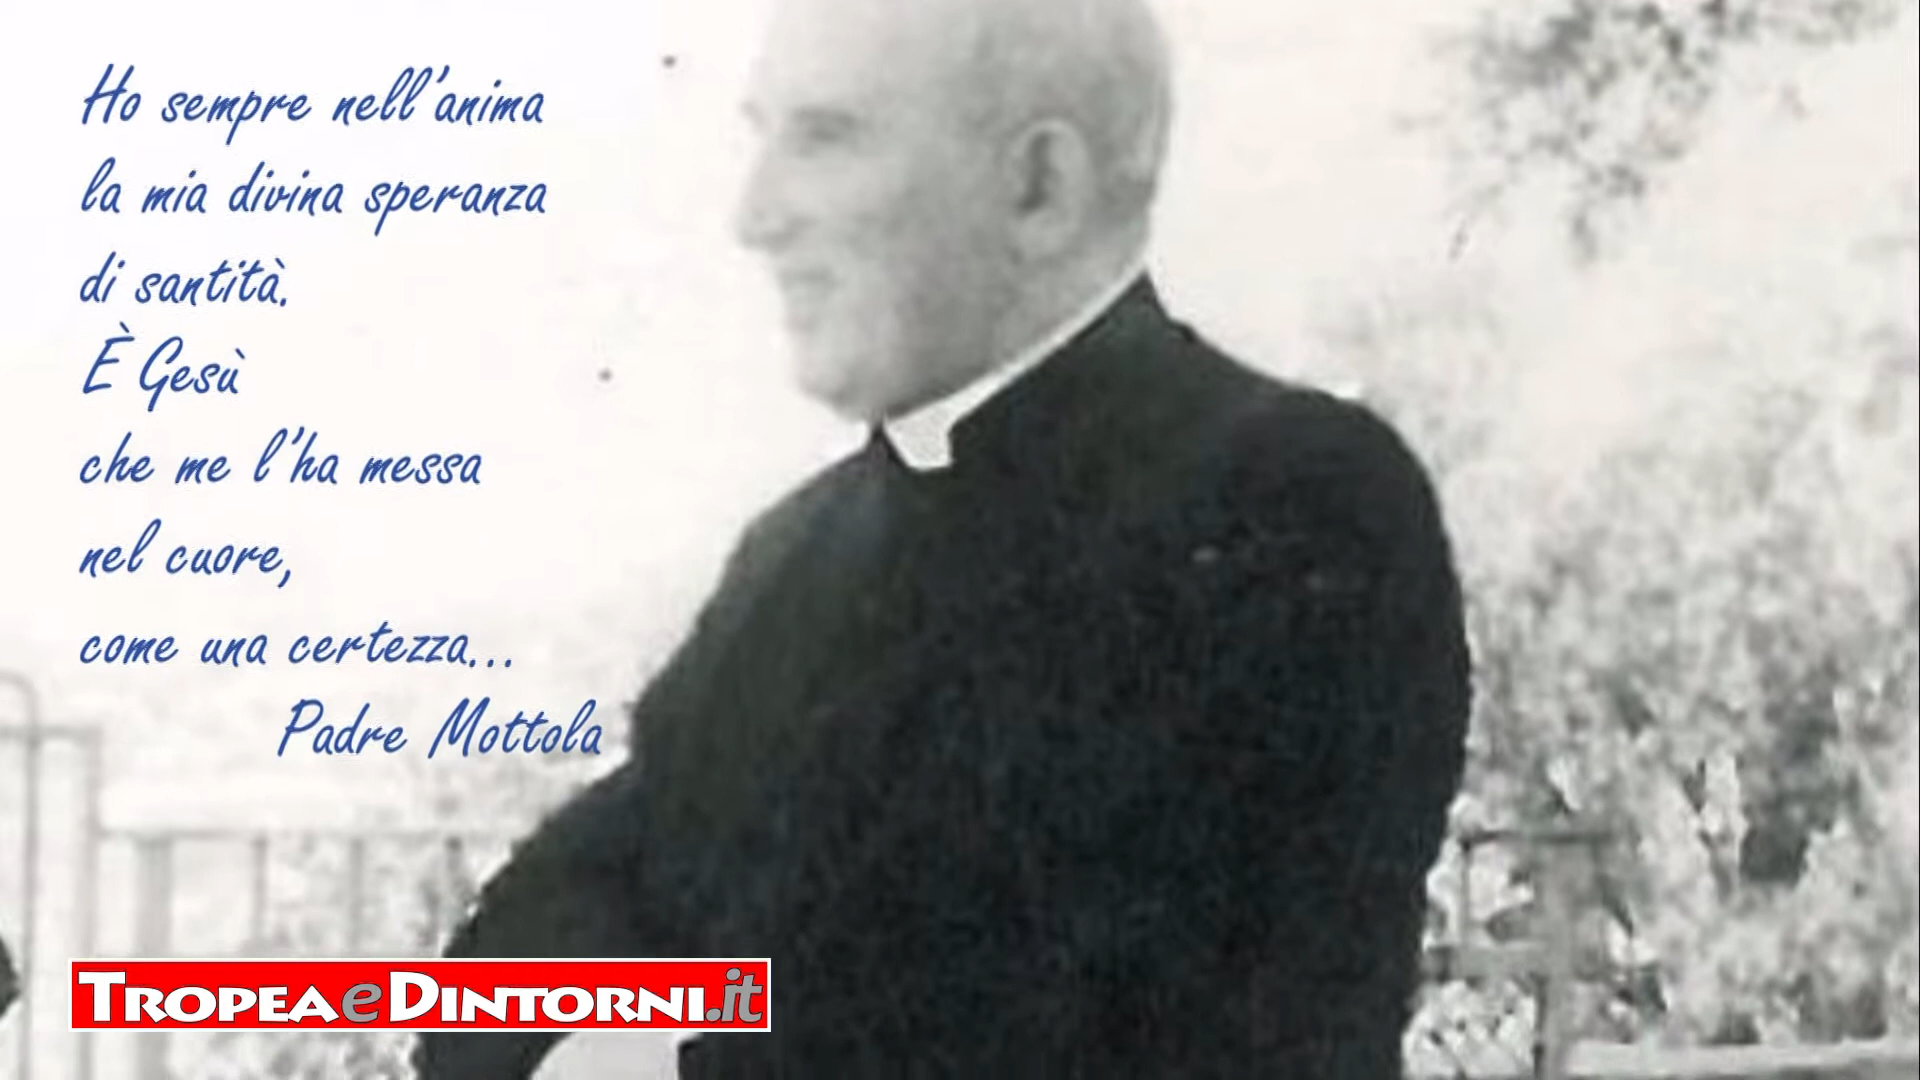 Ho sempre nell'anima
la mia divina speranza
di santità.
È Gesù
che me l'ha messa
nel cuore,
come una certezza...
Padre Mottola
TROPEAeDINTORNI.it